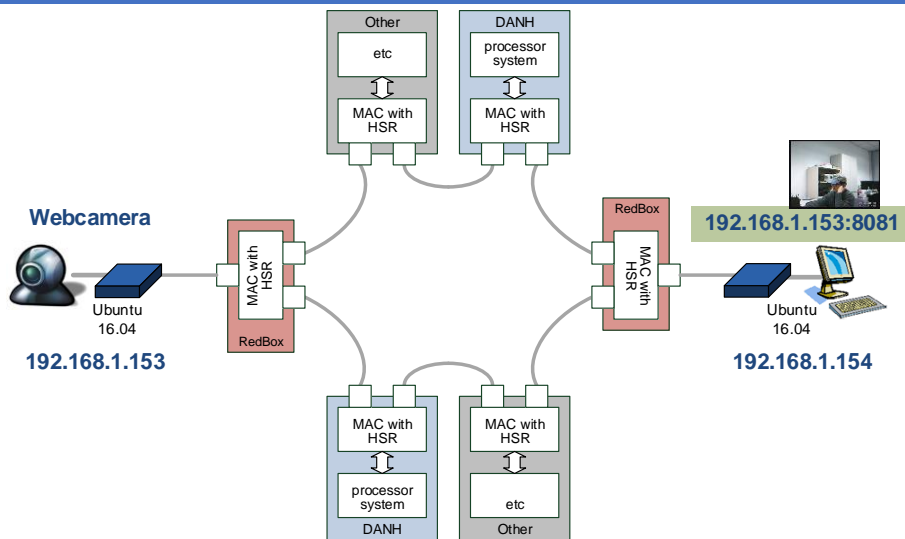 Other
etc
MAC with
HSR
DANH
processor
system
MAC with
HSR
Webcamera
Ubuntu
16.04
192.168.1.153
MAC with
HSR
RedBox
RedBox
MAC with
HSR
192.168.1.153:8081
Ubuntu
16.04
192.168.1.154
MAC with
HSR
processor
system
DANH
MAC with
HSR
etc
Other